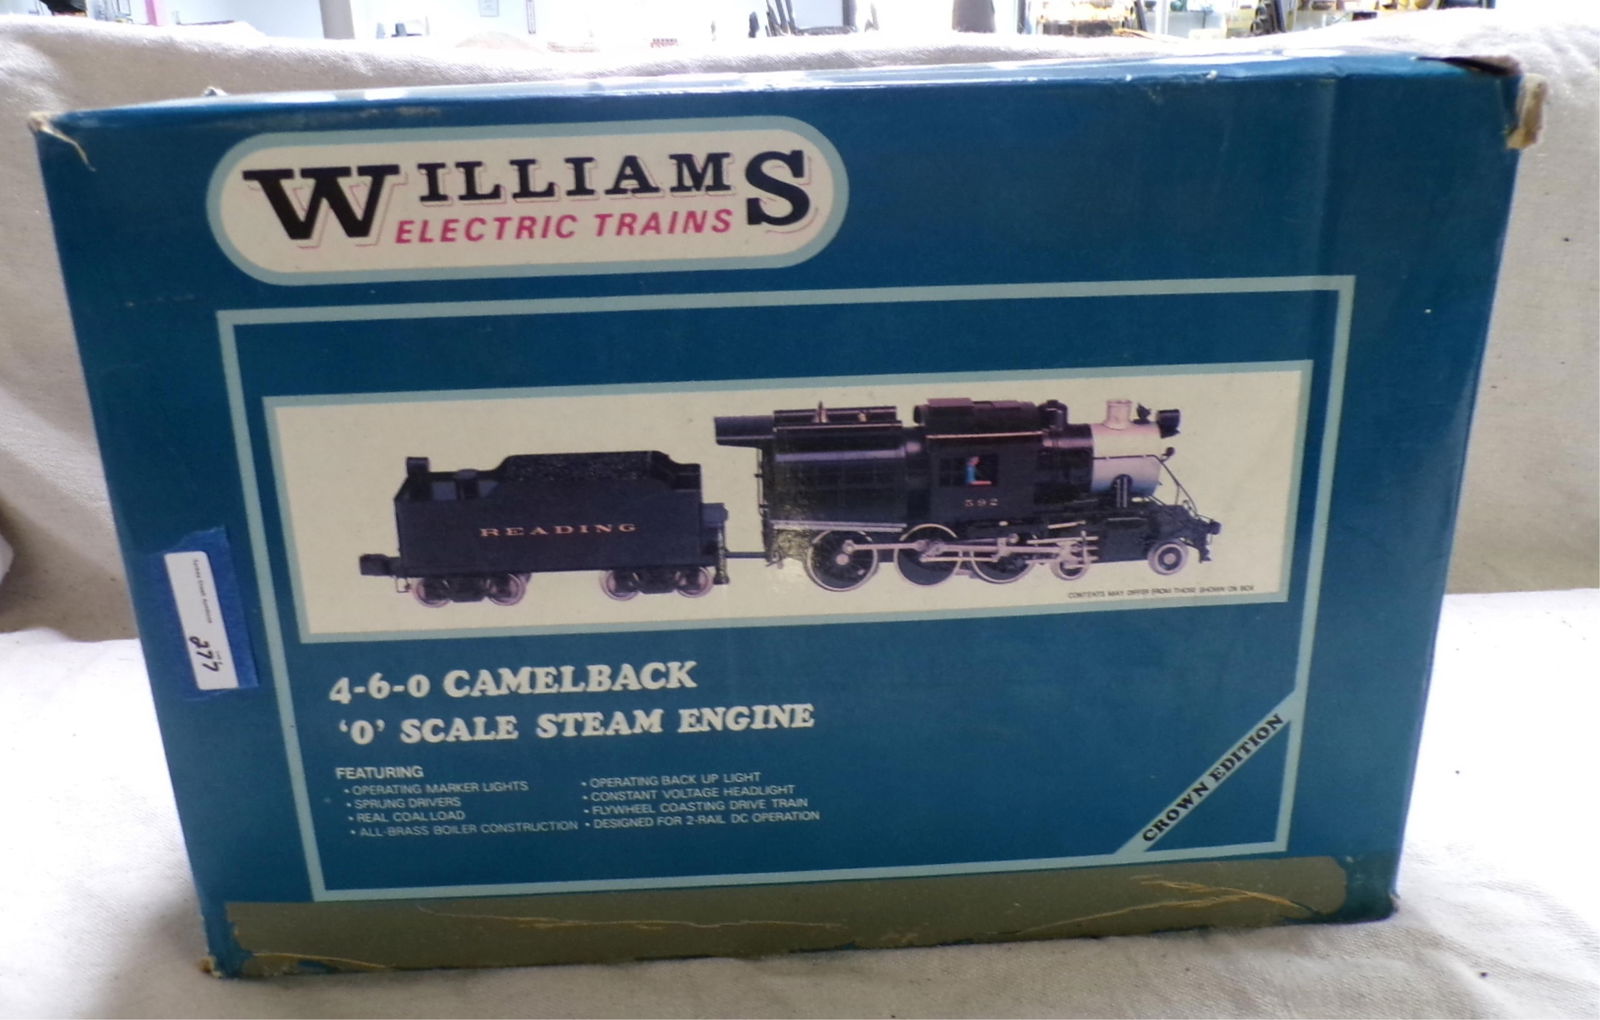 WILLIAMS
ELECTRIC TRAINS
READING
592
CONTENTS MAY DIFFER FROM THOSE SHOWN ON BOX
4-6-0 CAMELBACK
'O' SCALE STEAM ENGINE
FEATURING
• OPERATING MARKER LIGHTS
• SPRUNG DRIVERS
• REAL COAL LOAD
• ALL-BRASS BOILER CONSTRUCTION
• OPERATING BACK UP LIGHT
• CONSTANT VOLTAGE HEADLIGHT
• FLYWHEEL COASTING DRIVE TRAIN
• DESIGNED FOR 2-RAIL DC OPERATION
CROWN EDITION
277